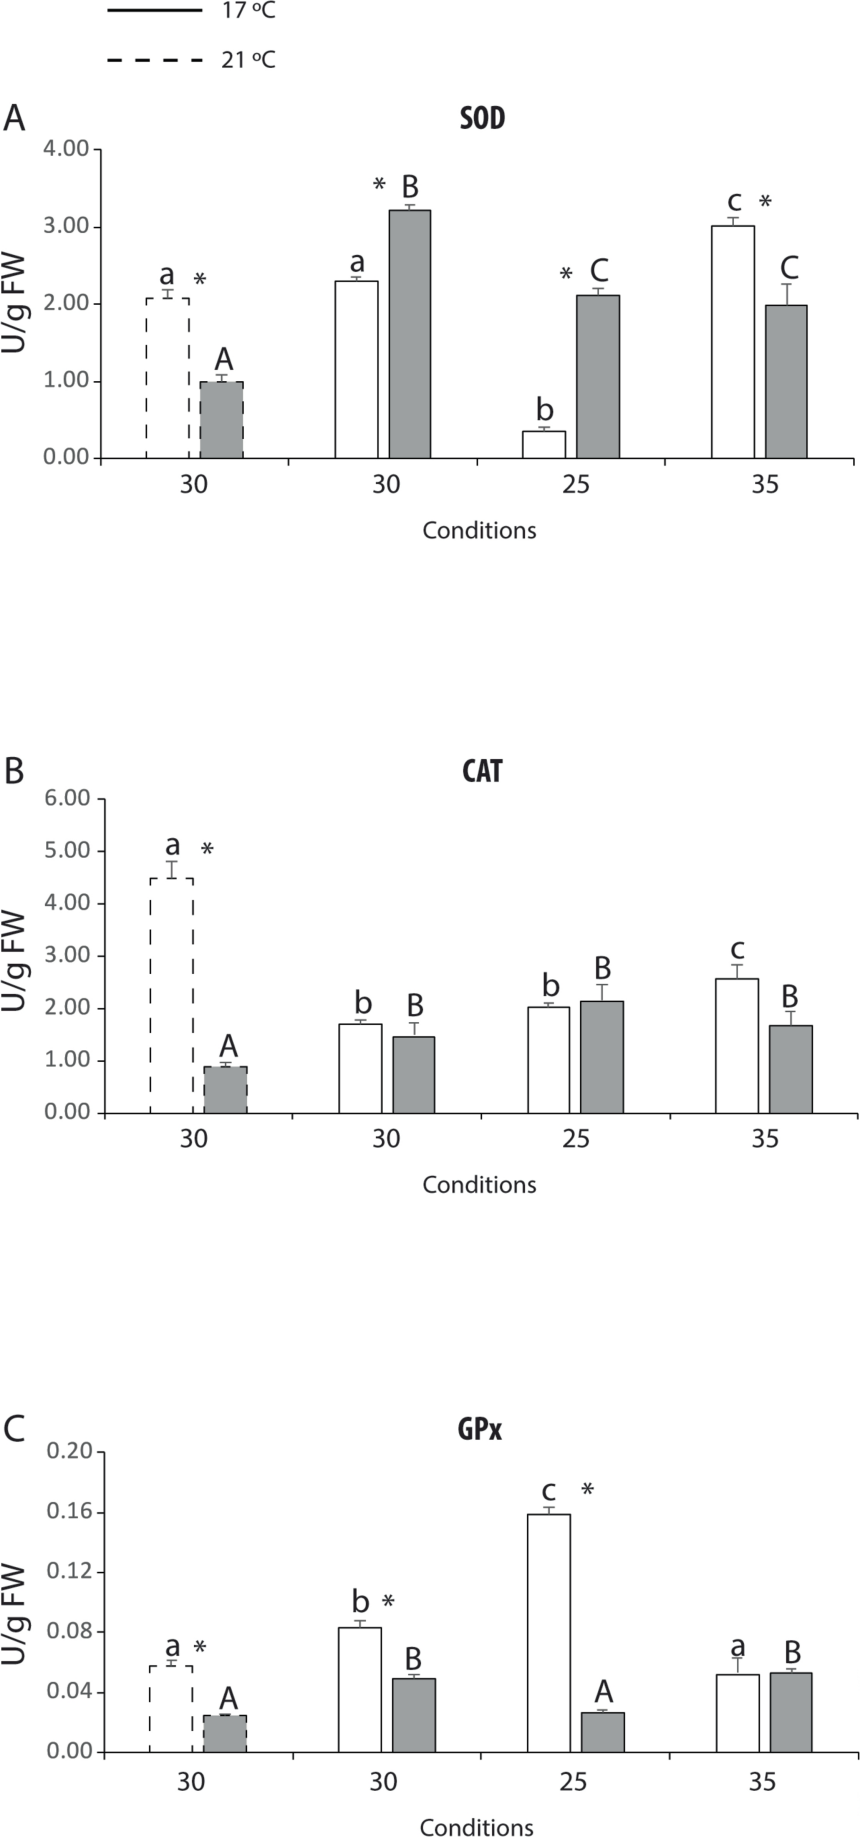 17 ºC
21 ºC
A
SOD
4.00
3.00
2.00
1.00
0.00
U/g FW
a *
A
a
* B
b
* C
c *
C
30 30 25 35
Conditions
B
CAT
6.00
5.00
4.00
3.00
2.00
1.00
0.00
U/g FW
a *
A
b
B
b
B
c
B
30 30 25 35
Conditions
C
GPx
0.20
0.16
0.12
0.08
0.04
0.00
U/g FW
a *
A
b *
B
c *
A
a
B
30 30 25 35
Conditions